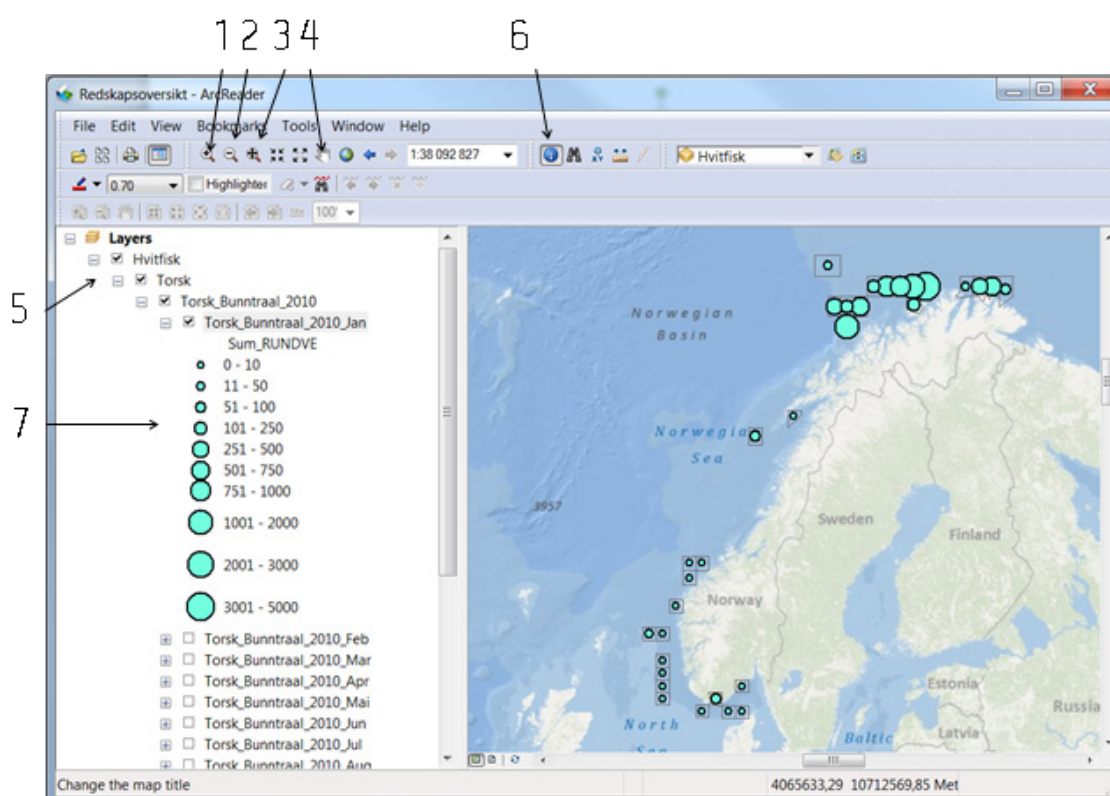 1 2 3 4 6
Redskapsoversikt - ArcReader
File Edit View Bookmarks Tools Window Help
1:38 092 827 Hvitfisk
0.70 Highlighter
100%
Layers
Hvitfisk
5
Torsk
Torsk_Bunntraal_2010
Torsk_Bunntraal_2010_Jan
Sum_RUNDVE
0 - 10
11 - 50
51 - 100
7
101 - 250
251 - 500
501 - 750
751 - 1000
1001 - 2000
2001 - 3000
3001 - 5000
Torsk_Bunntraal_2010_Feb
Torsk_Bunntraal_2010_Mar
Torsk_Bunntraal_2010_Apr
Torsk_Bunntraal_2010_Mai
Torsk_Bunntraal_2010_Jun
Torsk_Bunntraal_2010_Jul
Torsk_Bunntraal_2010_Aug
Norwegian
Basin
Norwegia
Sea
3957
Sweden
Finland
Norway
Estonia
Russia
North
Sea
Baltic
Latvia
Change the map title
4065633,29 10712569,85 Met